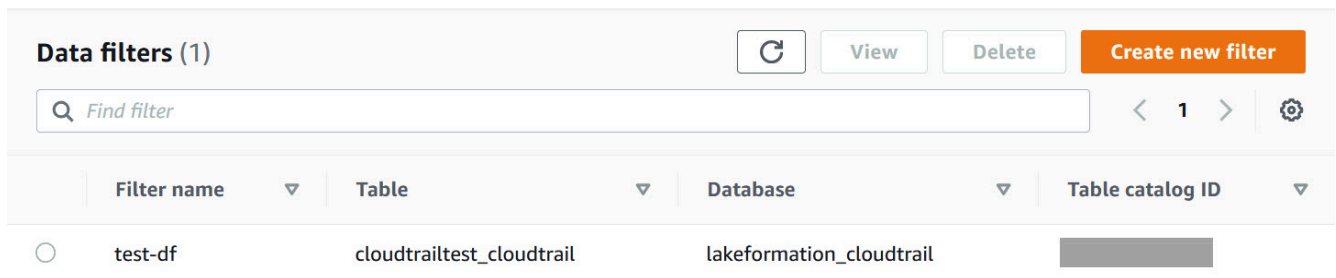 Data filters (1)
View
Delete
Create new filter
Find filter
1
Filter name
Table
Database
Table catalog ID
test-df
cloudtrailtest_cloudtrail
lakeformation_cloudtrail